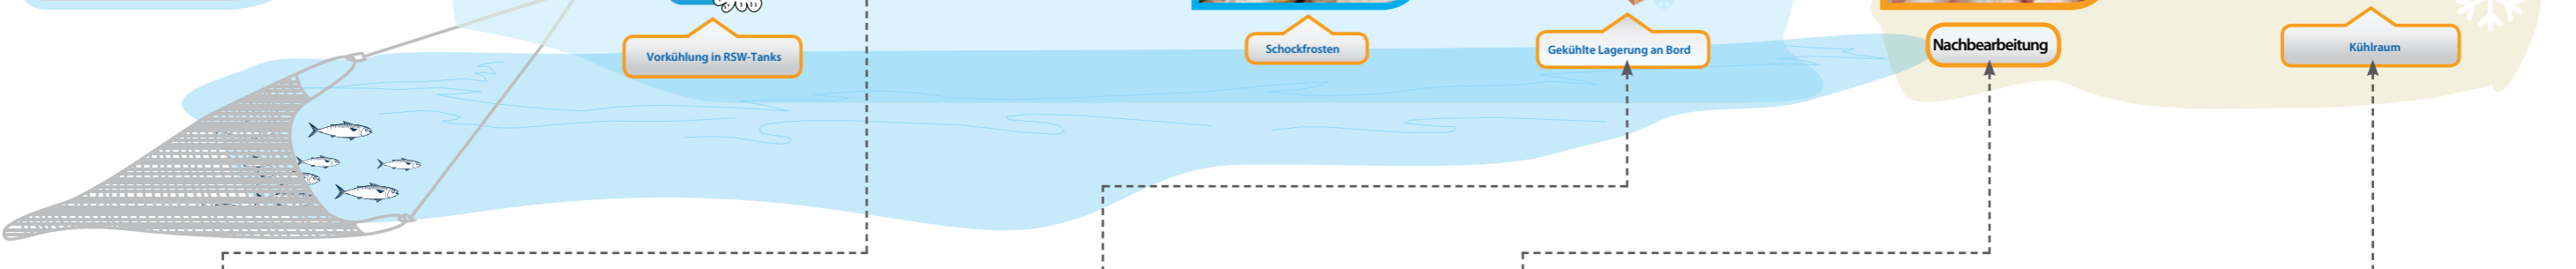 Vorkühlung in RSW-Tanks
Schockfrosten
Gekühlte Lagerung an Bord
Nachbearbeitung
Kühlraum